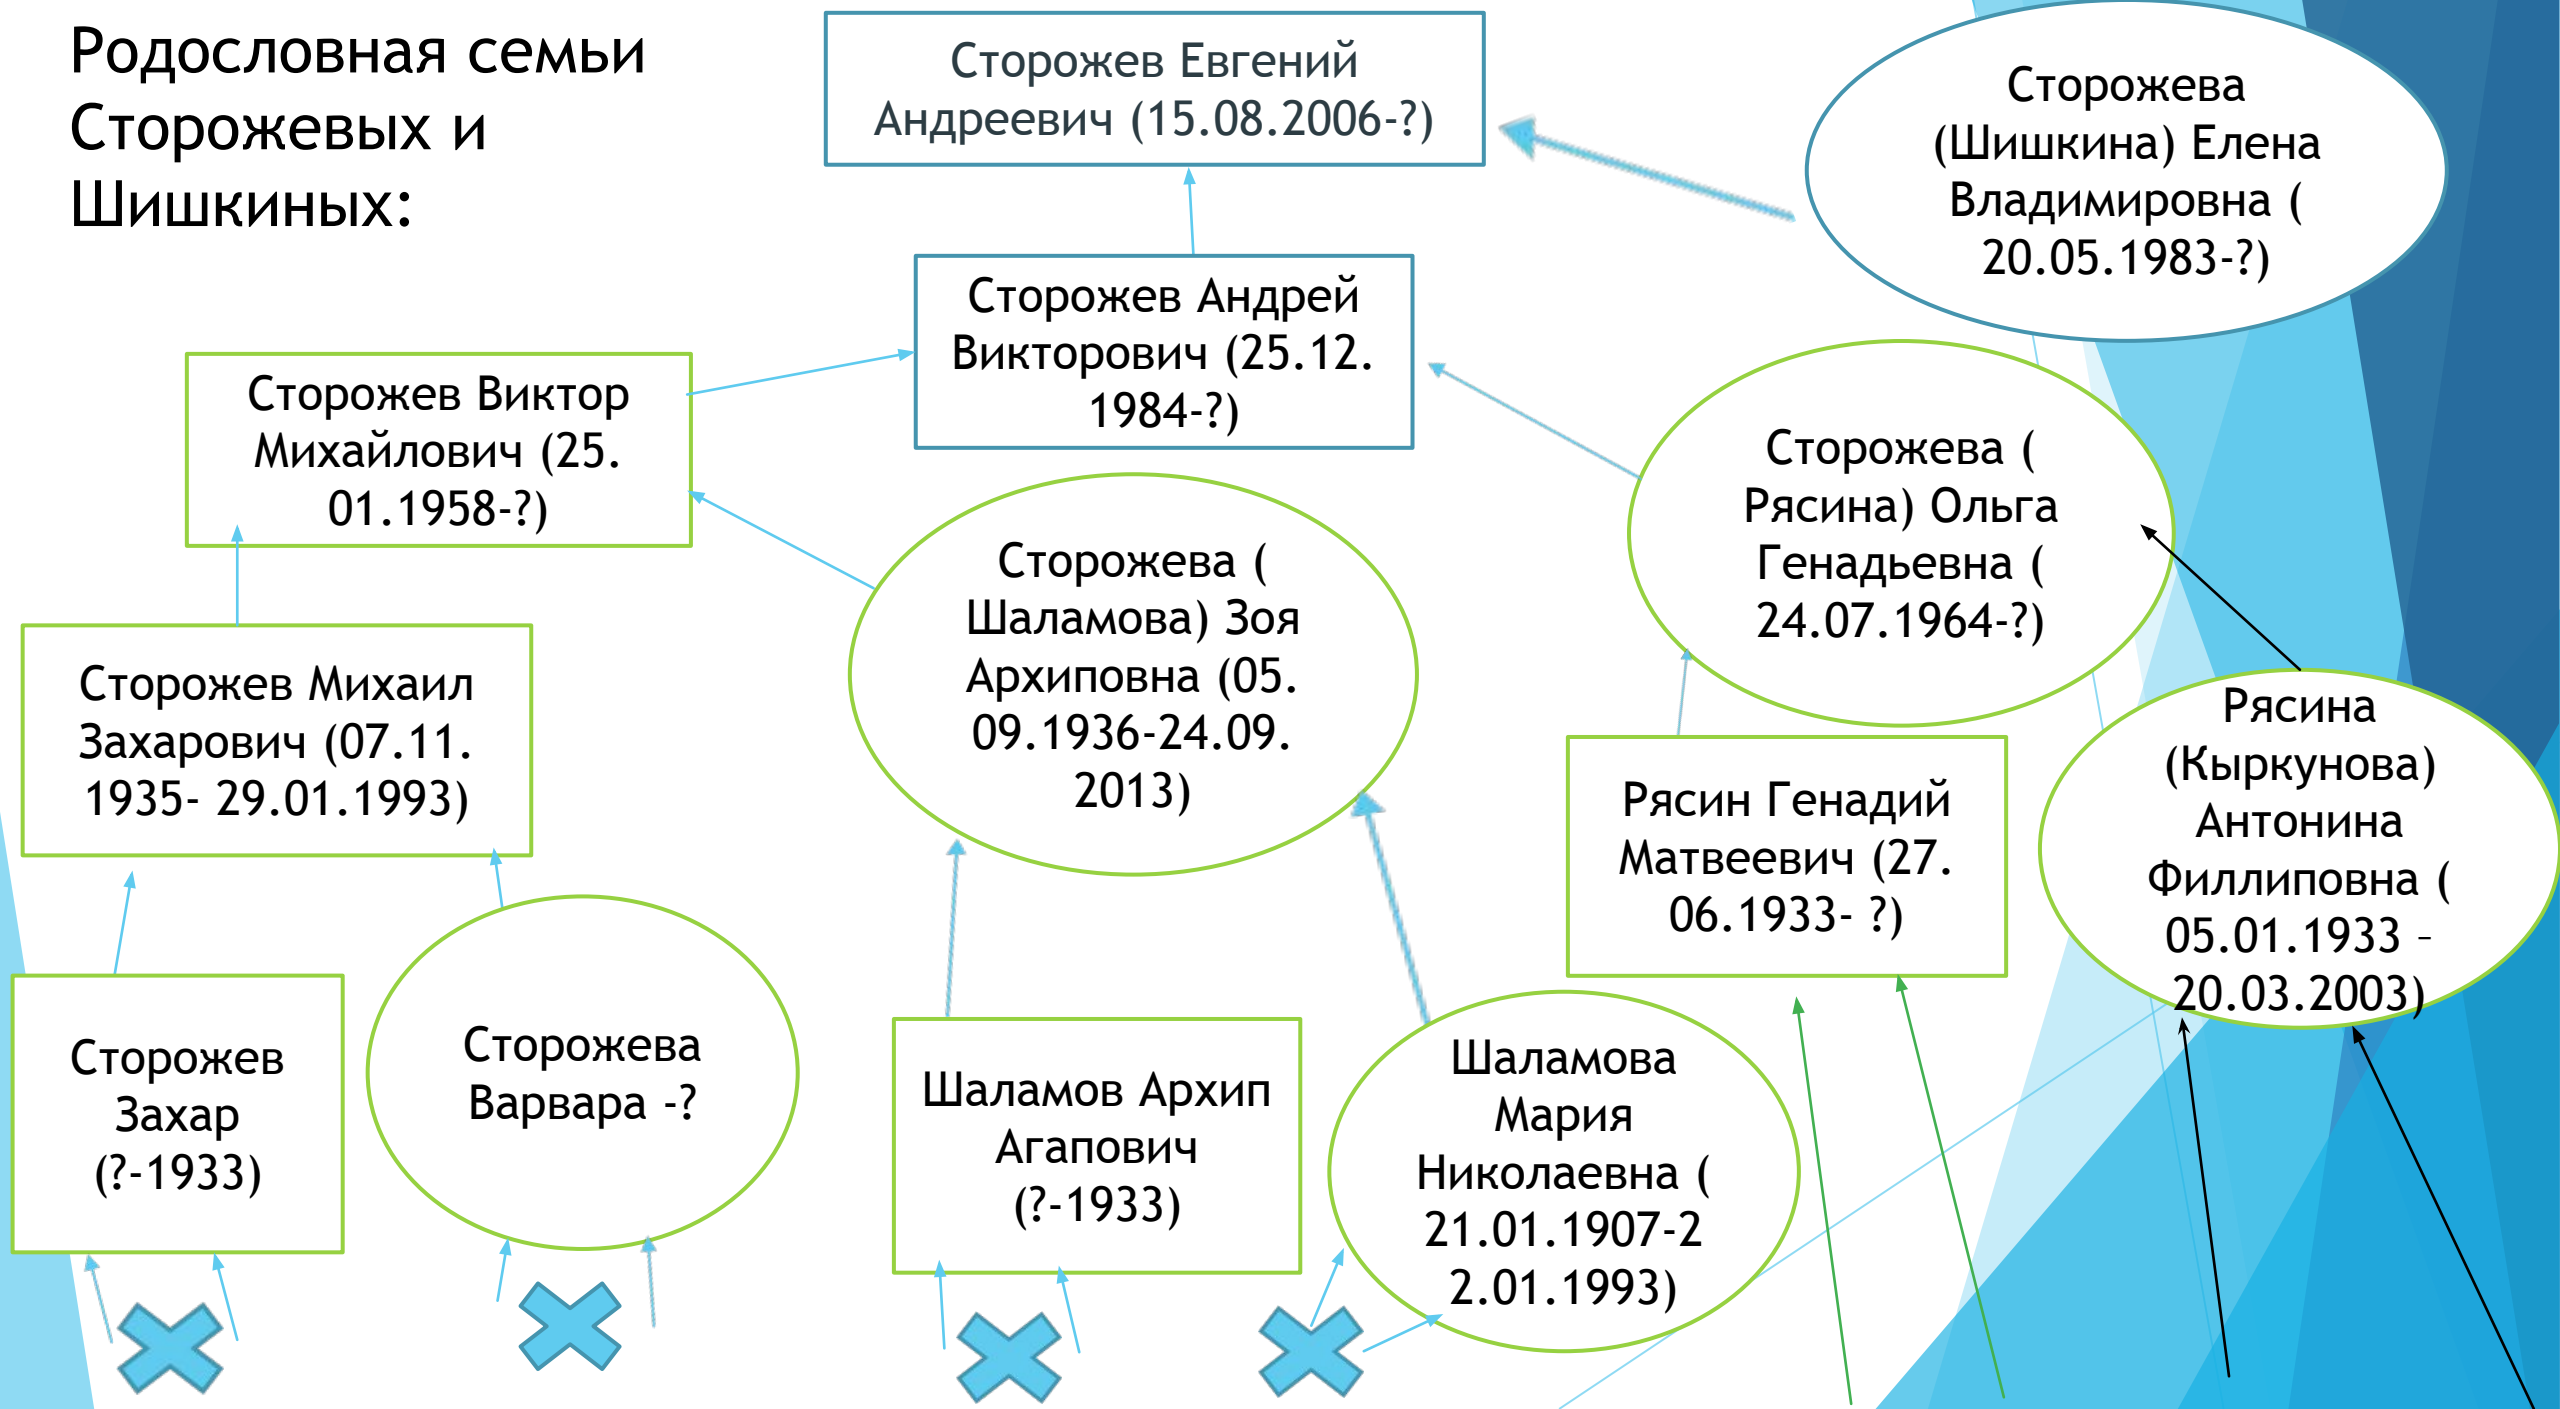 Родословная семьи
Сторожевых и
Шишкиных:
Сторожев Евгений
Андреевич (15.08.2006-?)
Сторожева
(Шишкина) Елена
Владимировна (
20.05.1983-?)
Сторожев Андрей
Викторович (25.12.
1984-?)
Сторожев Виктор
Михайлович (25.
01.1958-?)
Сторожева (
Рясина) Ольга
Генадьевна (
24.07.1964-?)
Сторожева (
Шаламова) Зоя
Архиповна (05.
09.1936-24.09.
2013)
Сторожев Михаил
Захарович (07.11.
1935- 29.01.1993)
Рясин Генадий
Матвеевич (27.
06.1933- ?)
Рясина
(Кыркунова)
Антонина
Филлиповна (
05.01.1933 –
20.03.2003)
Сторожев
Захар
(?-1933)
Сторожева
Варвара -?
Шаламов Архип
Агапович
(?-1933)
Шаламова
Мария
Николаевна (
21.01.1907-2
2.01.1993)